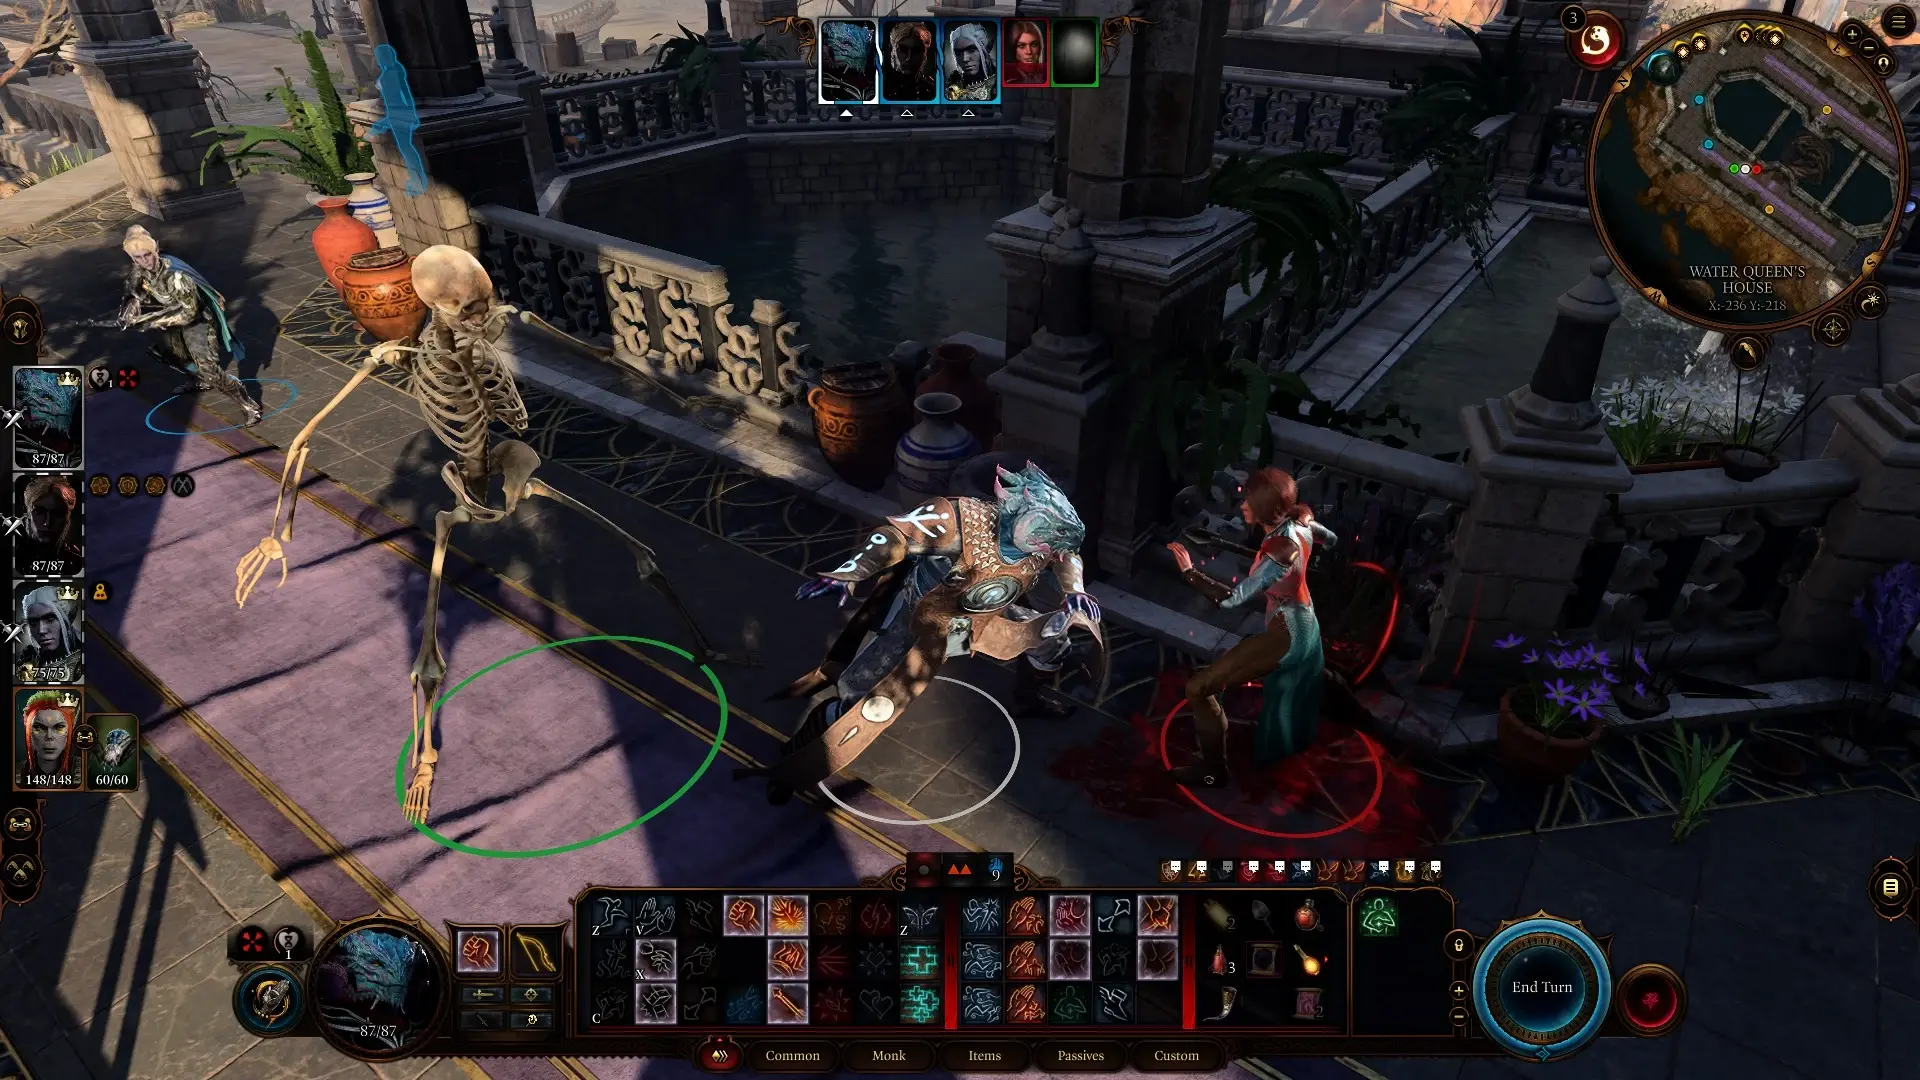 3
N
E
S
W
WATER QUEEN'S
HOUSE
X:-236 Y:-218
1
87/87
87/87
75/75
148/148
60/60
9
Z
V
Z
2
X
3
C
2
1
87/87
End Turn
Common
Monk
Items
Passives
Custom